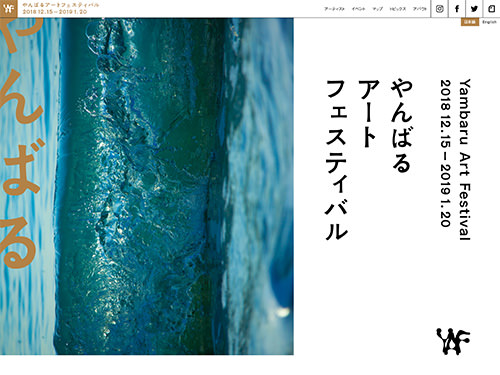 YAF
やんばるアートフェスティバル
2018 12.15 – 2019 1.20
アーティスト
イベント
マップ
トピックス
アバウト
日本語
English
やんばる
やんばる
アート
フェスティバル
Yambaru Art Festival
2018 12.15 – 2019 1.20
YAF